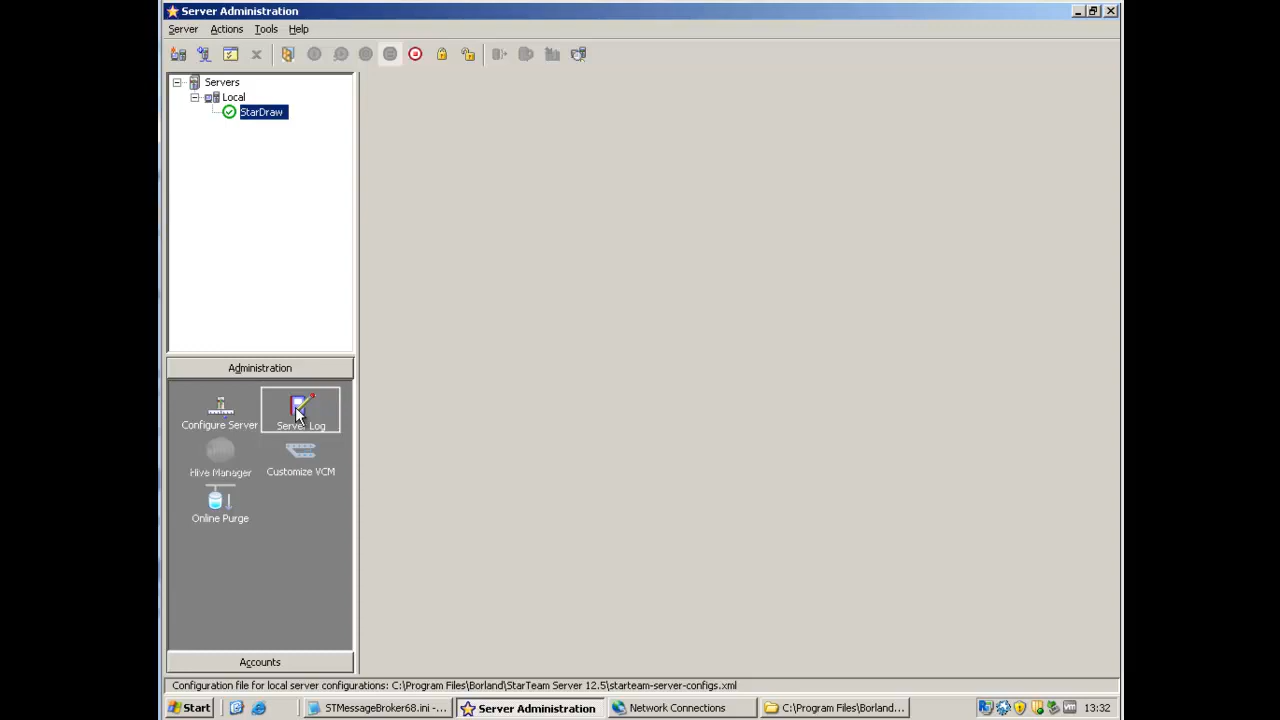 Server Administration
Server Actions Tools Help
Servers
Local
StarDraw
Administration
Configure Server
Server Log
Hive Manager
Customize VCM
Online Purge
Accounts
Configuration file for local server configurations: C:\Program Files\Borland\StarTeam Server 12.5\starteam-server-configs.xml
Start
STMessageBroker68.ini -...
Server Administration
Network Connections
C:\Program Files\Borland...
13:32